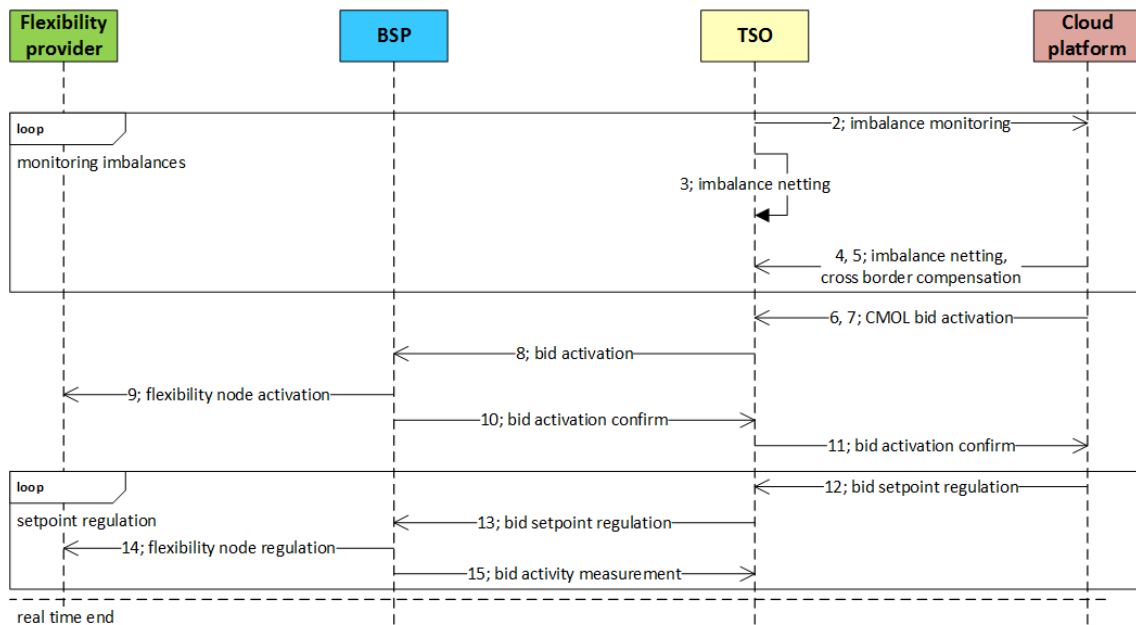 Flexibility
provider
BSP
TSO
Cloud
platform
loop
2; imbalance monitoring
monitoring imbalances
3; imbalance netting
4, 5; imbalance netting,
cross border compensation
6, 7; CMOL bid activation
8; bid activation
9; flexibility node activation
10; bid activation confirm
11; bid activation confirm
loop
12; bid setpoint regulation
setpoint regulation
13; bid setpoint regulation
14; flexibility node regulation
15; bid activity measurement
real time end